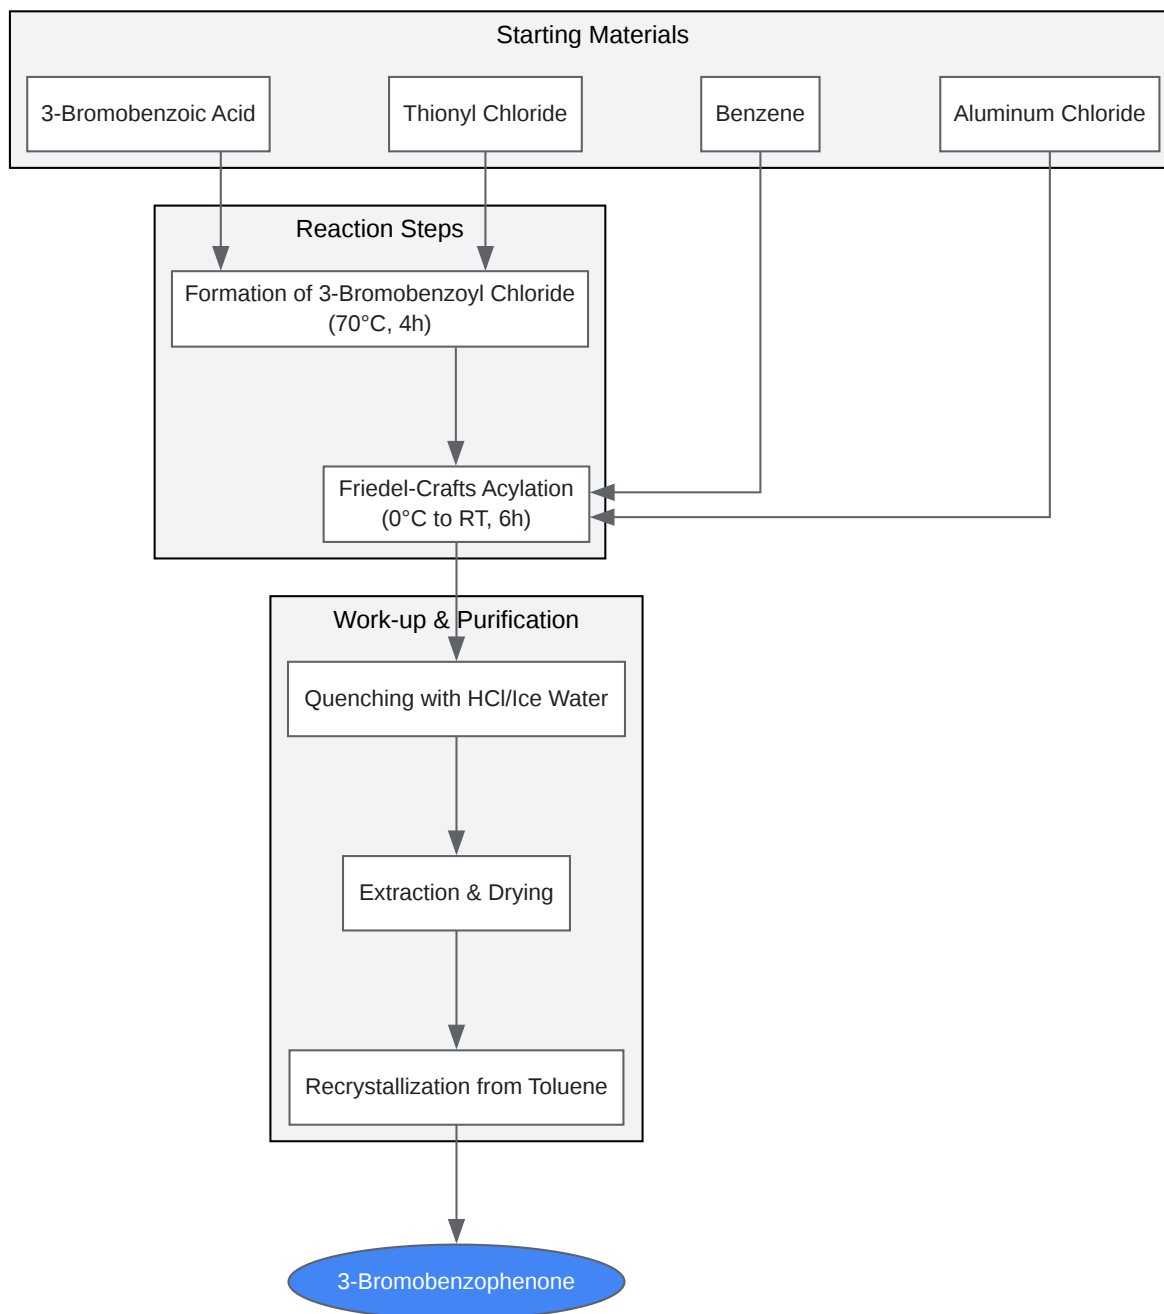 Starting Materials
3-Bromobenzoic Acid
Thionyl Chloride
Benzene
Aluminum Chloride
Reaction Steps
Formation of 3-Bromobenzoyl Chloride
(70°C, 4h)
Friedel-Crafts Acylation
(0°C to RT, 6h)
Work-up & Purification
Quenching with HCl/Ice Water
Extraction & Drying
Recrystallization from Toluene
3-Bromobenzophenone